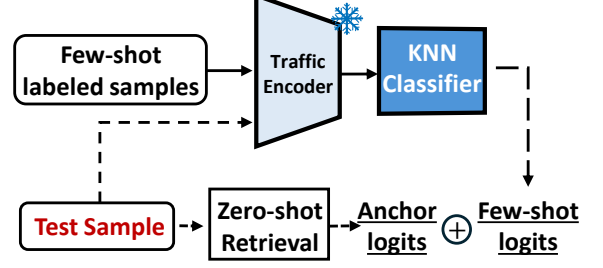 Few-shot
labeled samples
Traffic
Encoder
KNN
Classifier
Test Sample
Zero-shot
Retrieval
Anchor
logits
+
Few-shot
logits